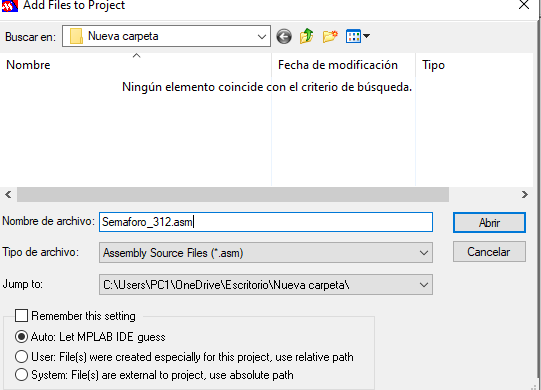 Add Files to Project
Buscar en: Nueva carpeta
Nombre Fecha de modificación Tipo
Ningún elemento coincide con el criterio de búsqueda.
Nombre de archivo: Semaforo_312.asm Abrir
Tipo de archivo: Assembly Source Files (*.asm) Cancelar
Jump to: C:\Users\PC1\OneDrive\Escritorio\Nueva carpeta\
Remember this setting
Auto: Let MPLAB IDE guess
User: File(s) were created especially for this project, use relative path
System: File(s) are external to project, use absolute path